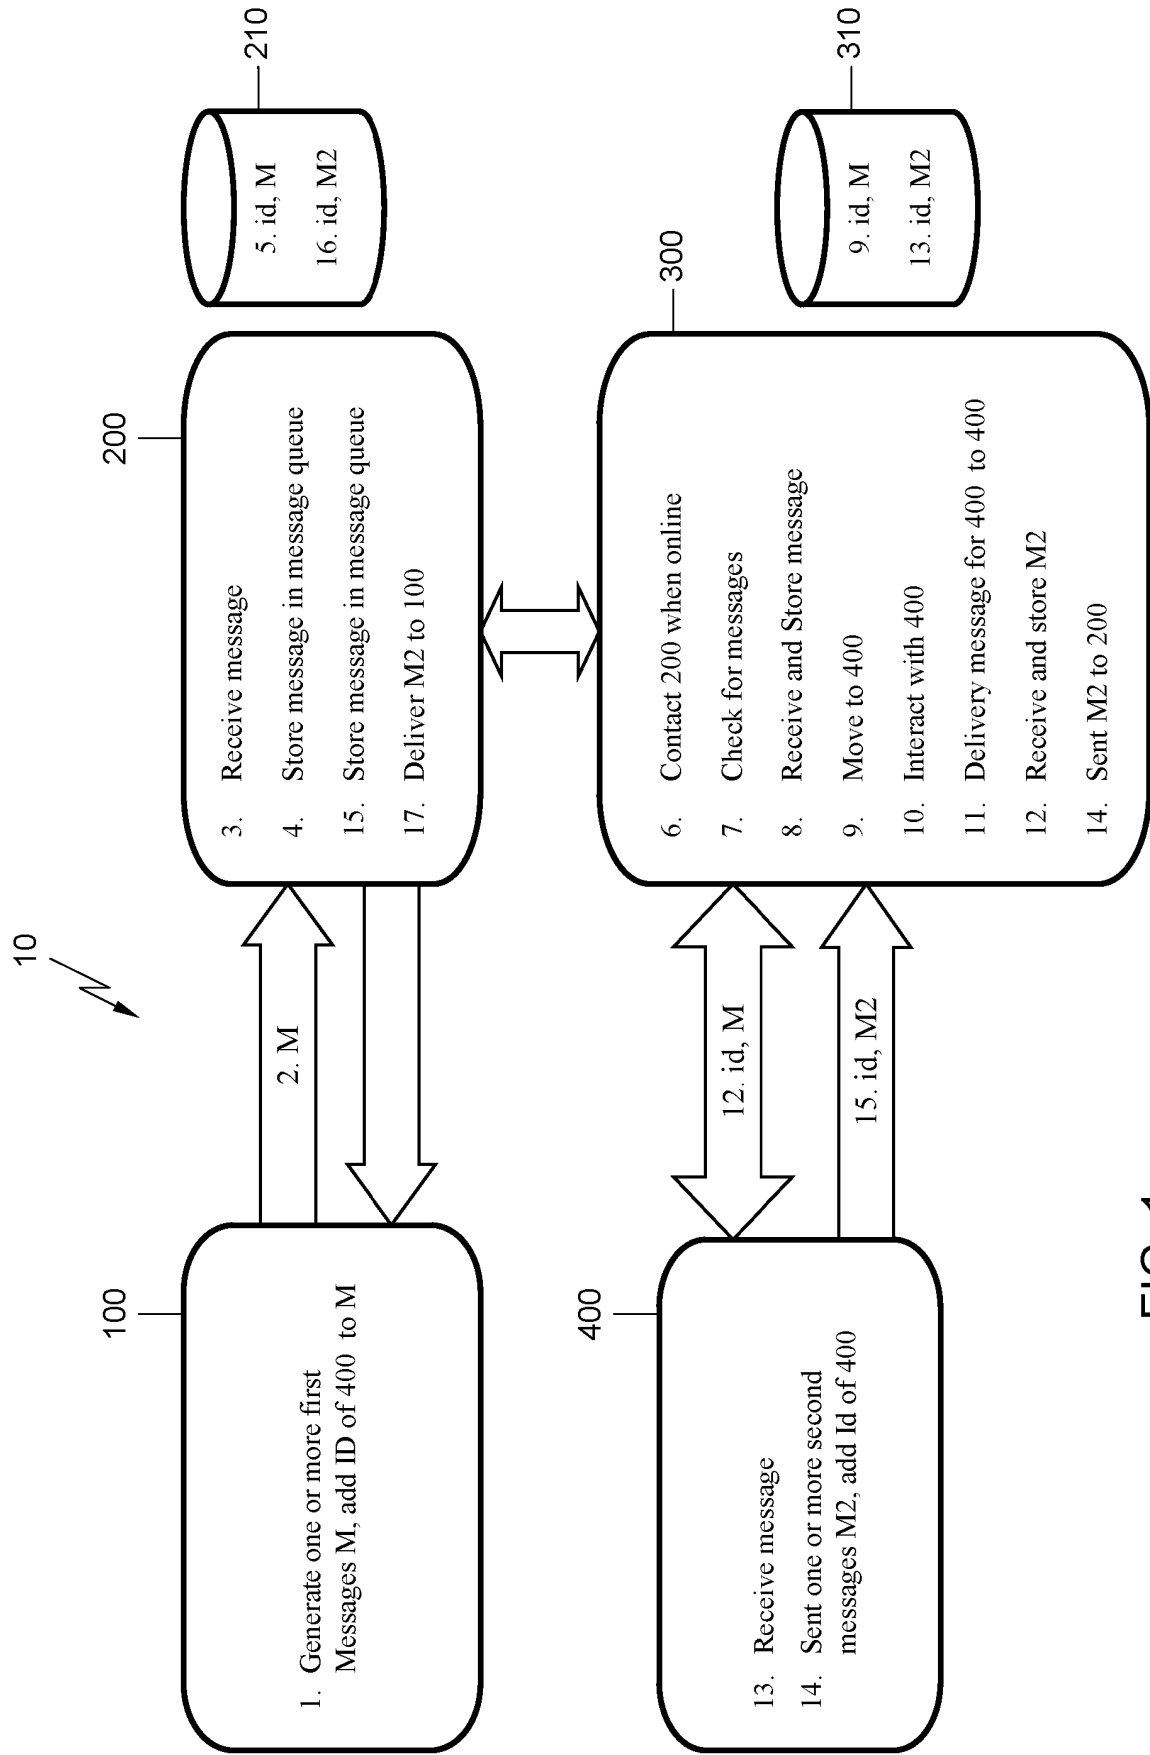 10
100
1. Generate one or more first
Messages M, add ID of 400 to M
2. M
200
3. Receive message
4. Store message in message queue
15. Store message in message queue
17. Deliver M2 to 100
210
5. id, M
16. id, M2
400
13. Receive message
14. Sent one or more second
messages M2, add Id of 400
12. id, M
15. id, M2
300
6. Contact 200 when online
7. Check for messages
8. Receive and Store message
9. Move to 400
10. Interact with 400
11. Delivery message for 400 to 400
12. Receive and store M2
14. Sent M2 to 200
310
9. id, M
13. id, M2